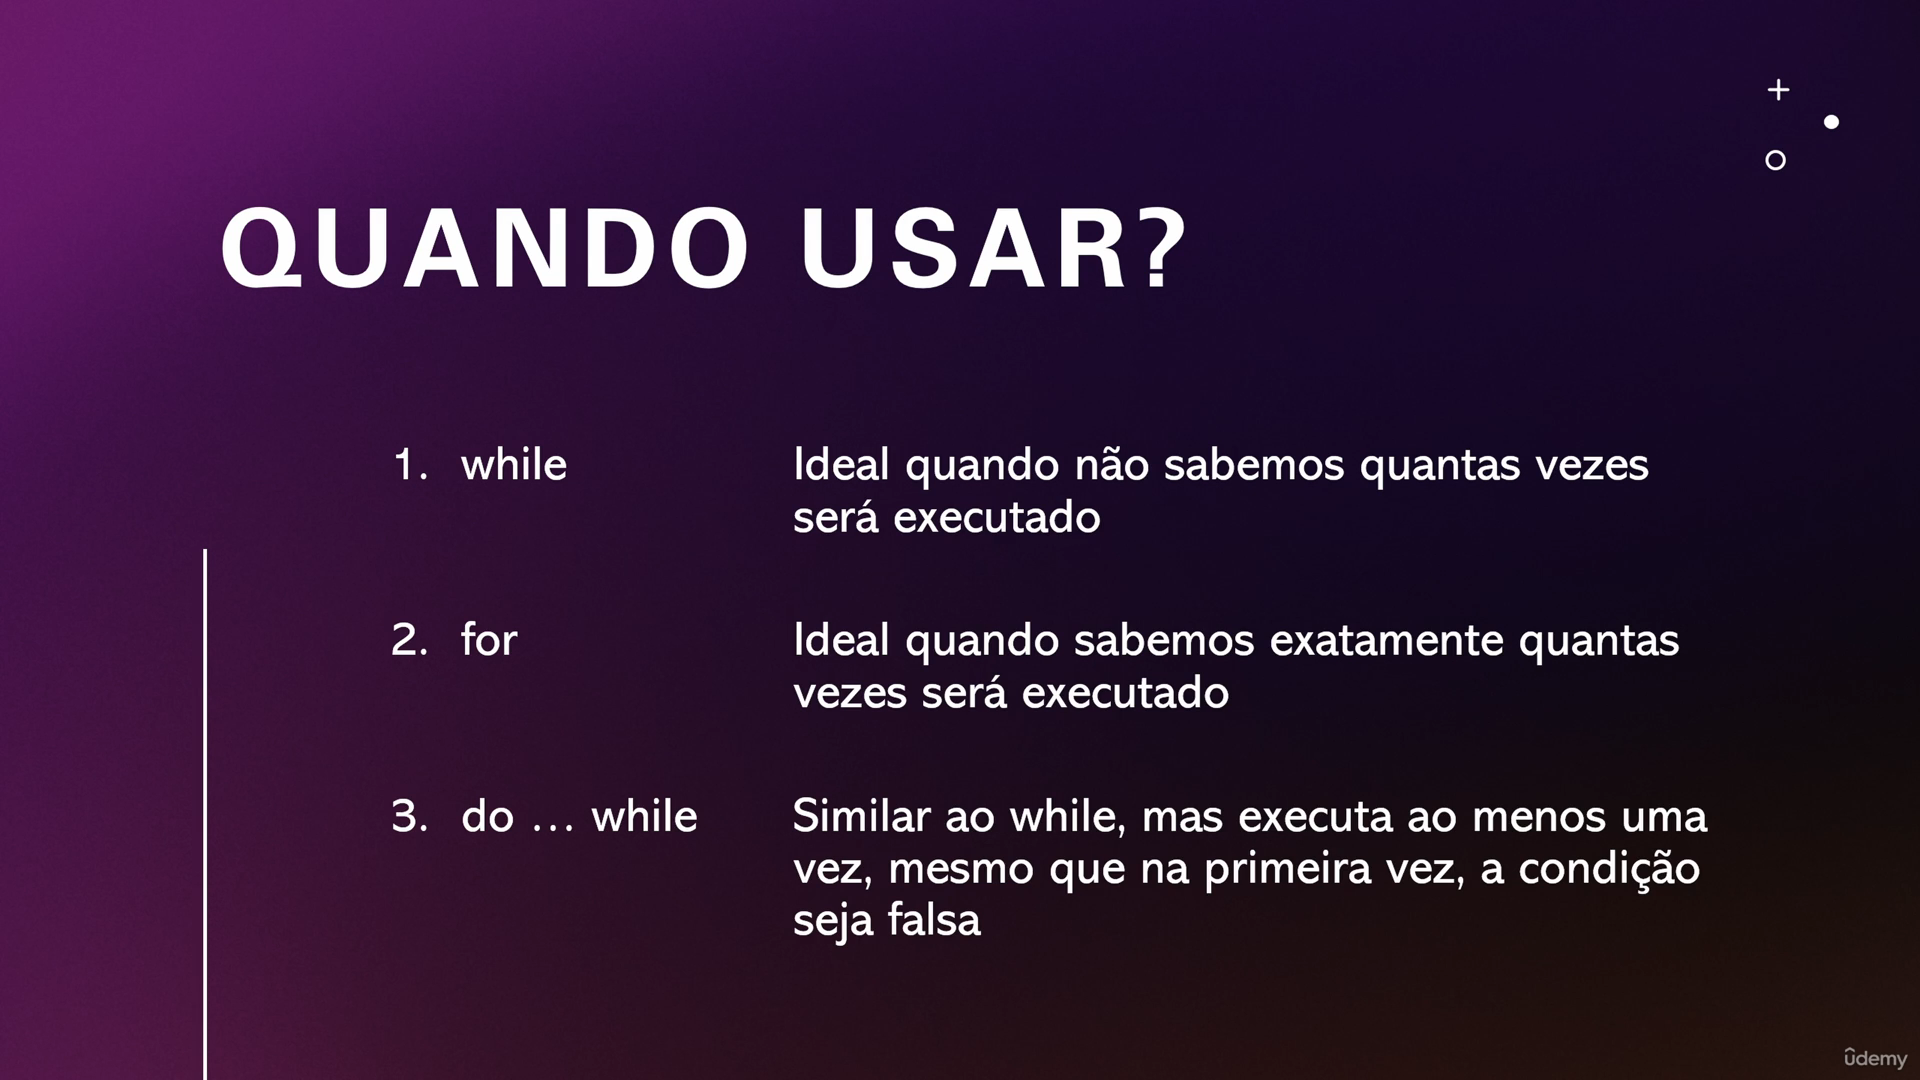 QUANDO USAR?
1. while
Ideal quando não sabemos quantas vezes
será executado
2. for
Ideal quando sabemos exatamente quantas
vezes será executado
3. do ... while
Similar ao while, mas executa ao menos uma
vez, mesmo que na primeira vez, a condição
seja falsa
ûdemy